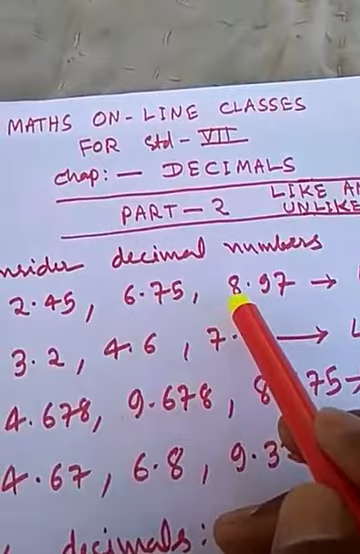 MATHS ON-LINE CLASSES
FOR Std - VII
Chap: — DECIMALS
PART - 2 LIKE
UNLIKE
decimal numbers
2.45, 6.75, 8.97 →
3.2, 4.6, 7. →
4.678, 9.678, 8 75 -
4.67, 6.8, 9.3
decimals: